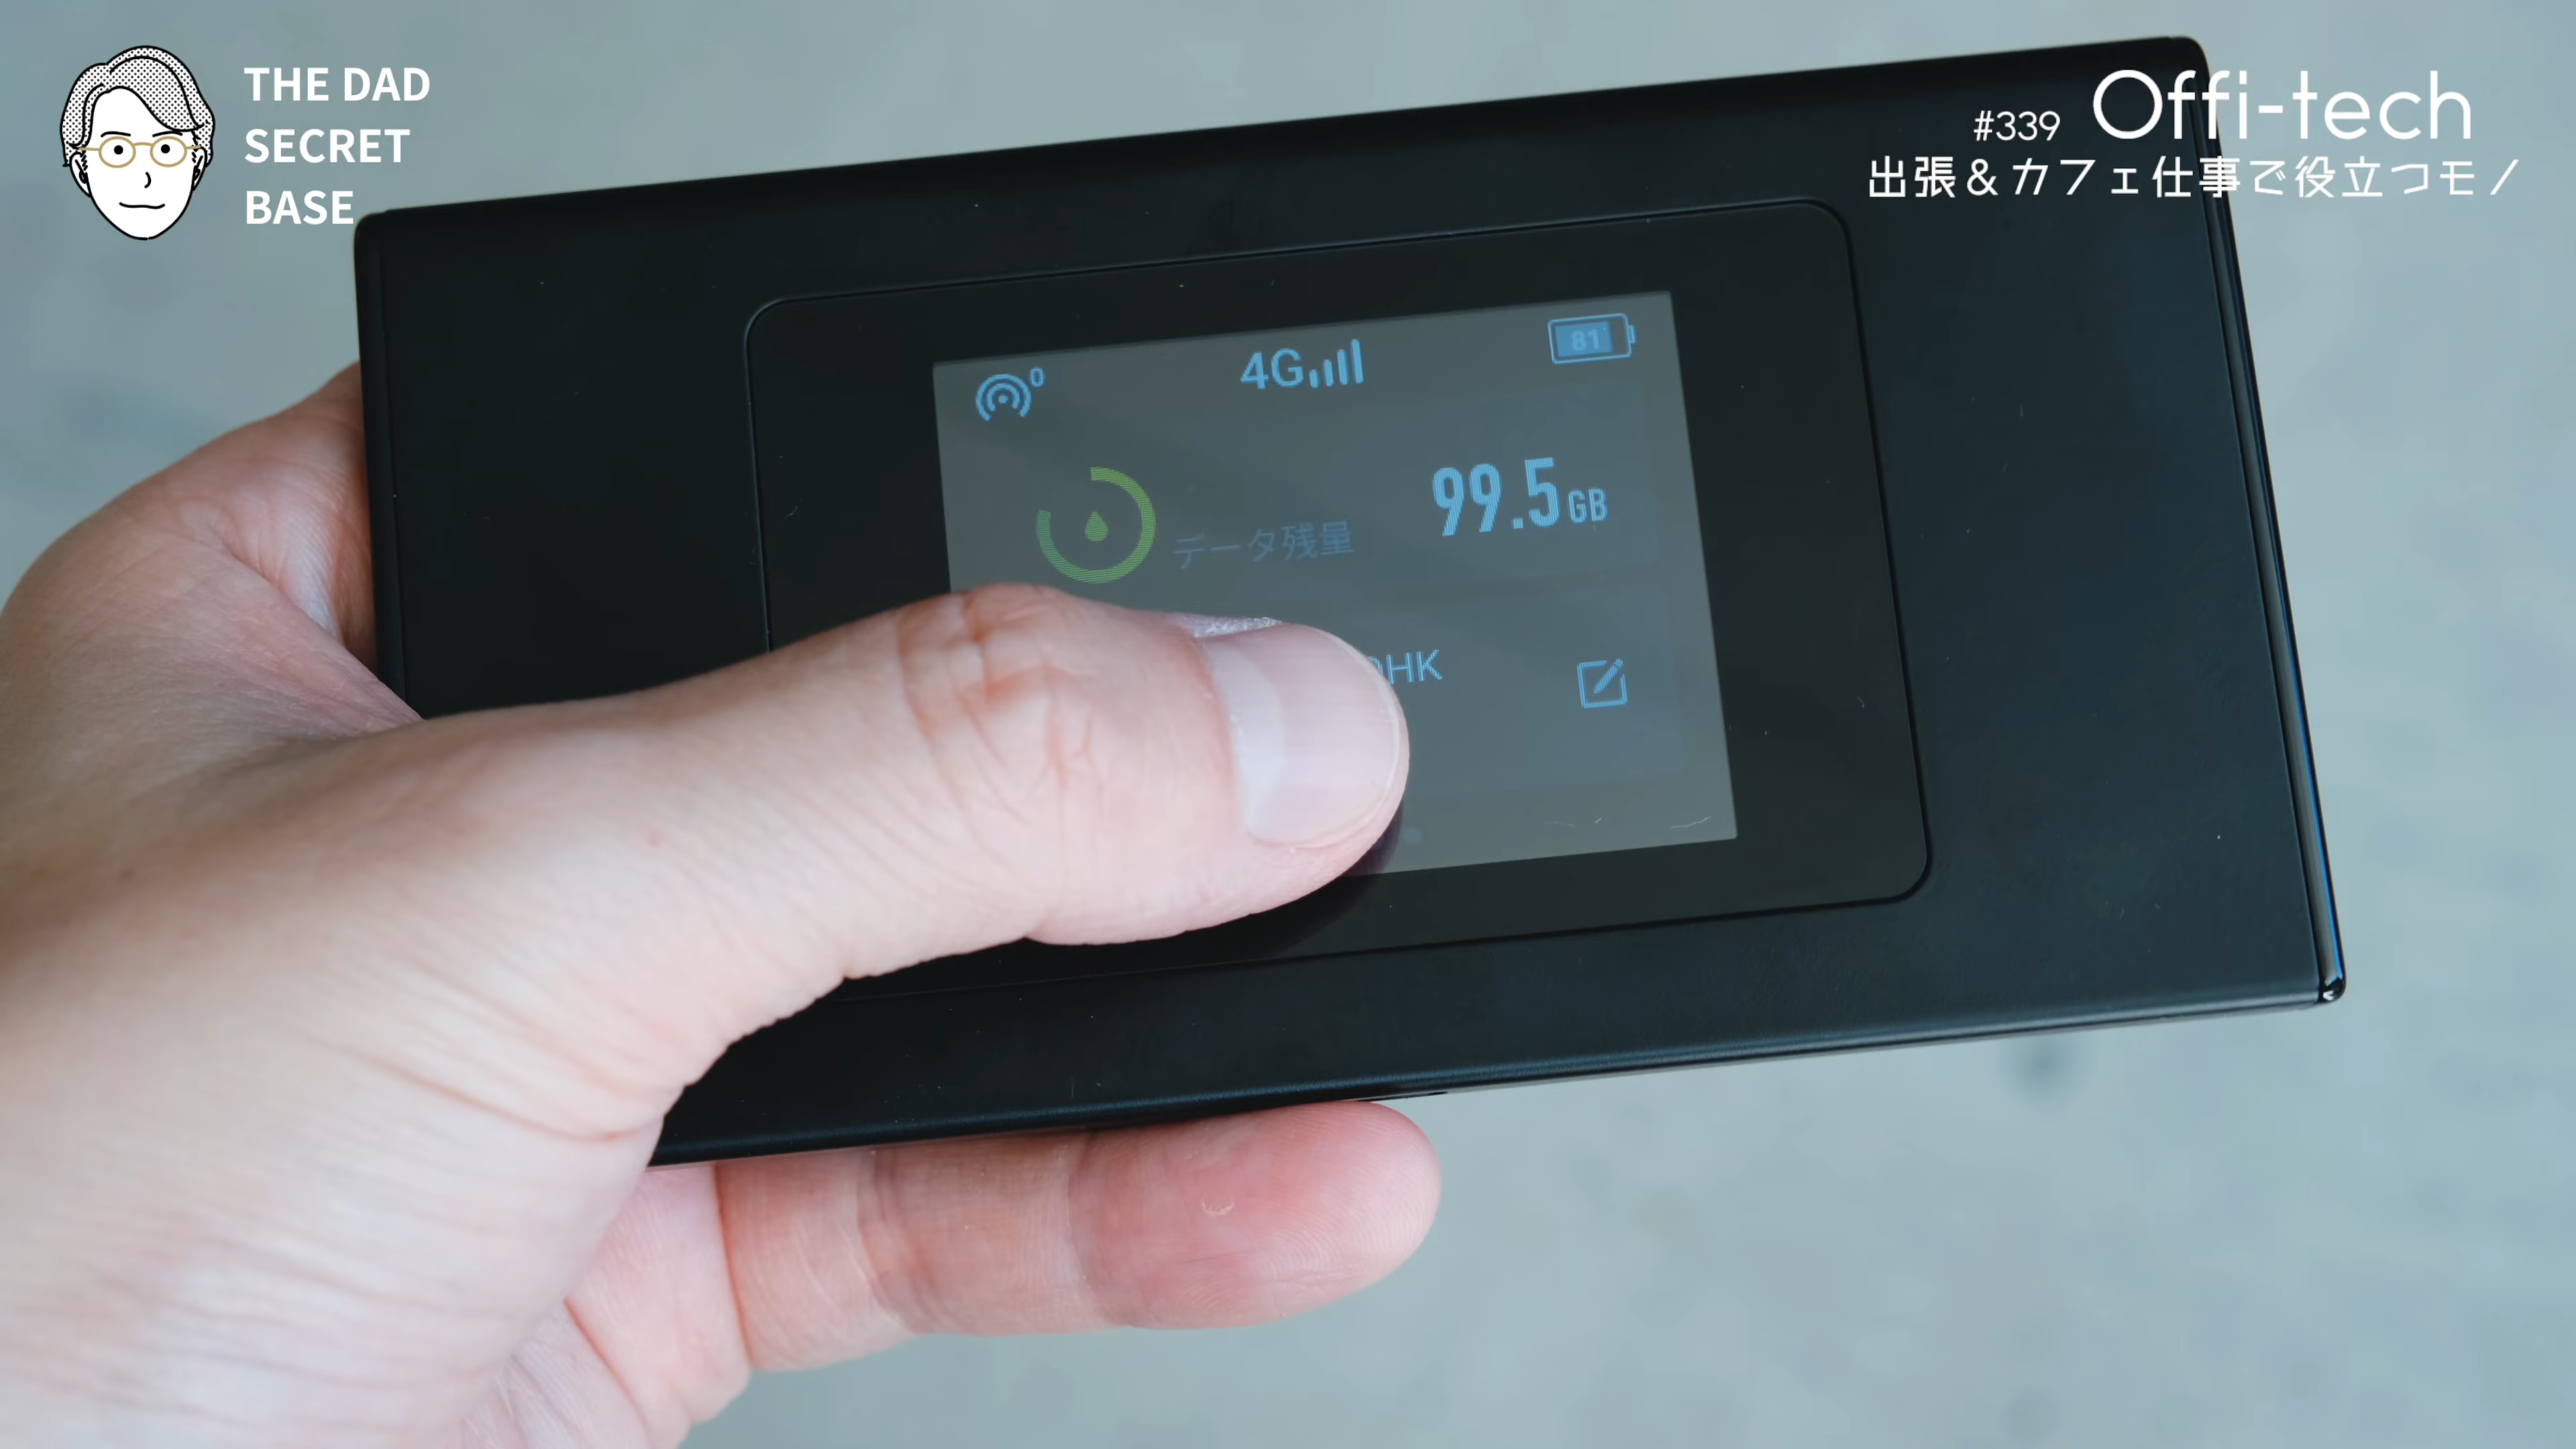 THE DAD
SECRET
BASE
#339 Offi-tech
出張&カフェ仕事で役立つモノ
0
4G
81
データ残量
99.5GB
HK